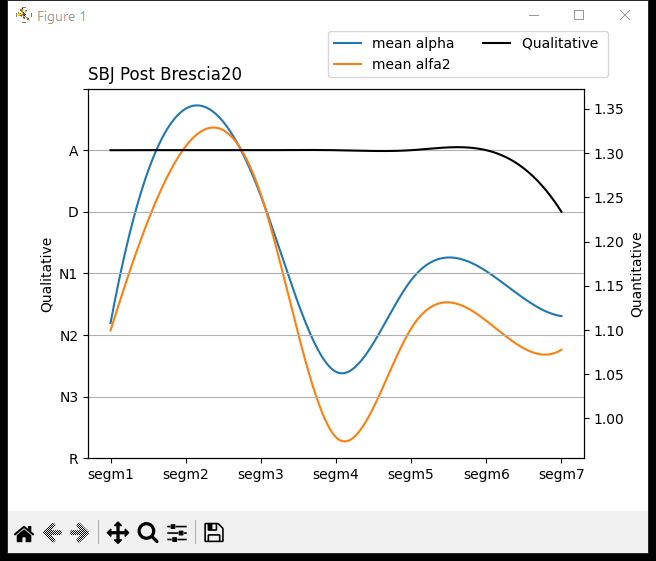 Figure 1
mean alpha
mean alfa2
Qualitative
SBJ Post Brescia20
A
D
N1
N2
N3
R
Qualitative
1.35
1.30
1.25
1.20
1.15
1.10
1.05
1.00
Quantitative
segm1 segm2 segm3 segm4 segm5 segm6 segm7